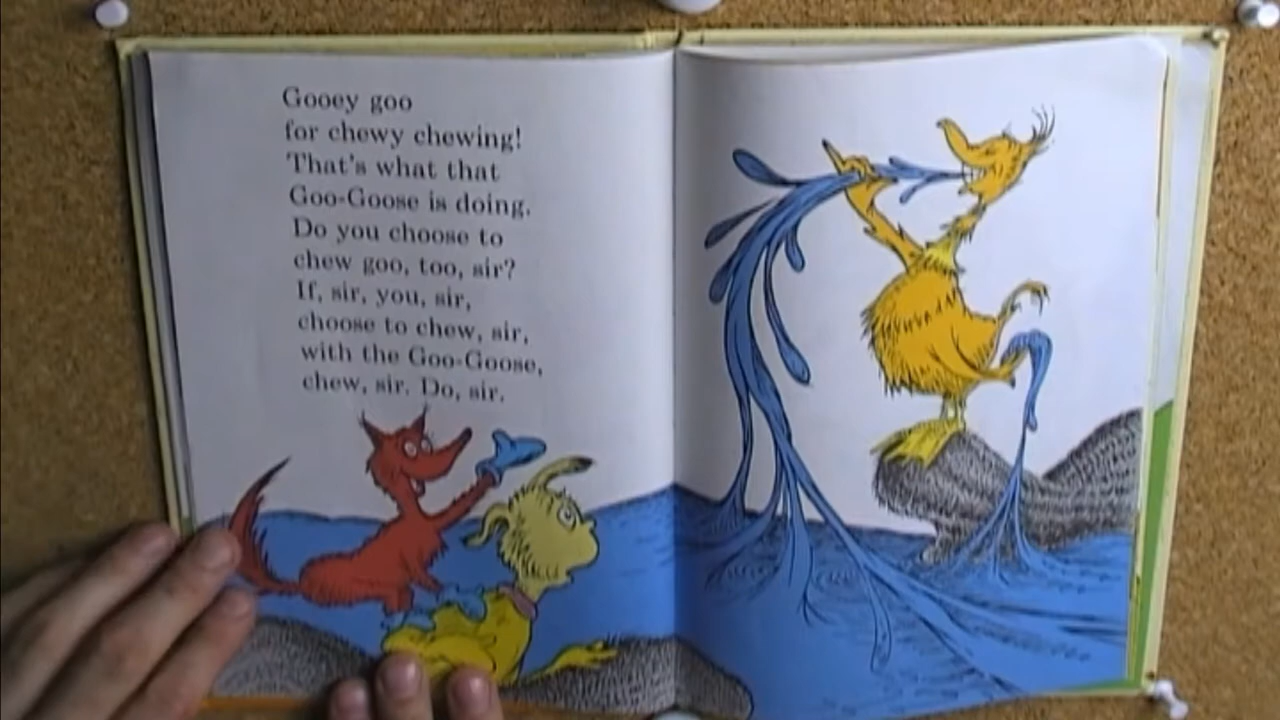 Gooey goo
for chewy chewing!
That's what that
Goo-Goose is doing.
Do you choose to
chew goo, too, sir?
If, sir, you, sir,
choose to chew, sir,
with the Goo-Goose,
chew, sir. Do, sir.